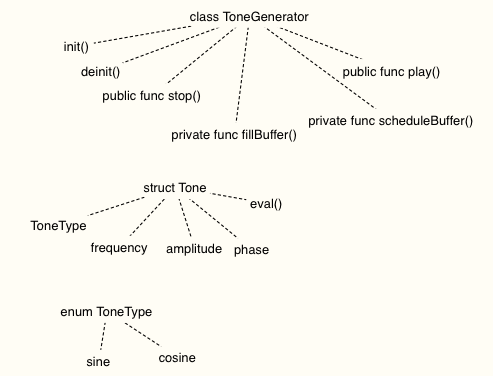 class ToneGenerator
init()
deinit()
public func stop()
private func fillBuffer()
private func scheduleBuffer()
public func play()
struct Tone
ToneType
frequency
amplitude
phase
eval()
enum ToneType
sine
cosine